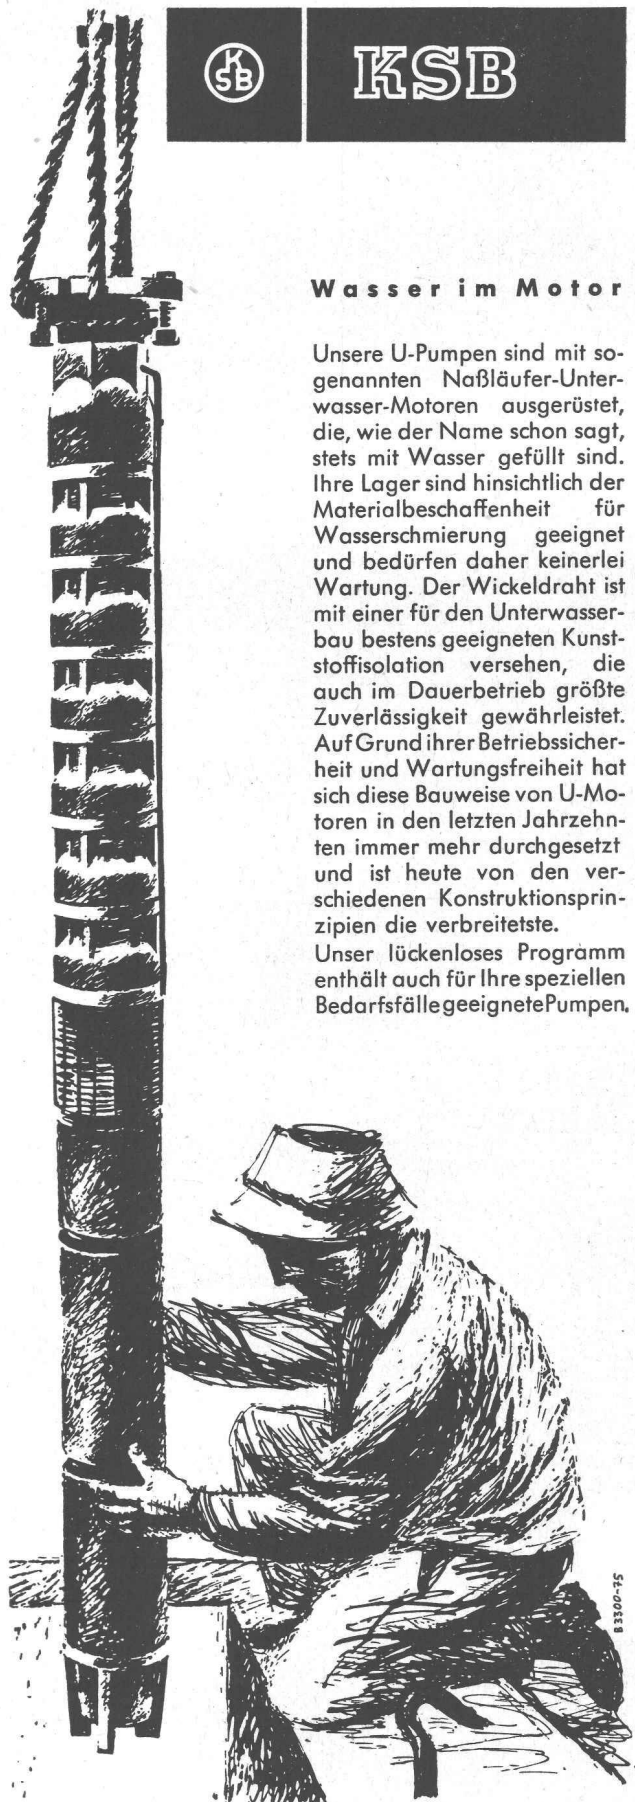 K
SB
KSB
Wasser im Motor
Unsere U-Pumpen sind mit so-
genannten Naßläufer-Unter-
wasser-Motoren ausgerüstet,
die, wie der Name schon sagt,
stets mit Wasser gefüllt sind.
Ihre Lager sind hinsichtlich der
Materialbeschaffenheit für
Wasserschmierung geeignet
und bedürfen daher keinerlei
Wartung. Der Wickeldraht ist
mit einer für den Unterwasser-
bau bestens geeigneten Kunst-
stoffisolation versehen, die
auch im Dauerbetrieb größte
Zuverlässigkeit gewährleistet.
Auf Grund ihrer Betriebssicher-
heit und Wartungsfreiheit hat
sich diese Bauweise von U-Mo-
toren in den letzten Jahrzehn-
ten immer mehr durchgesetzt
und ist heute von den ver-
schiedenen Konstruktionsprin-
zipien die verbreitetste.
Unser lückenloses Programm
enthält auch für Ihre speziellen
Bedarfsfälle geeignete Pumpen.
B 3300-75